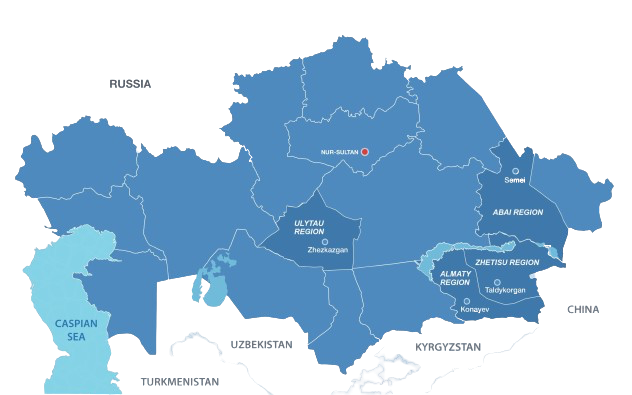 RUSSIA
NUR-SULTAN
Semei
ABAI REGION
ULYTAU
REGION
Zhezkazgan
ZHETISU REGION
ALMATY
REGION
Taldykorgan
Konayev
CHINA
CASPIAN
SEA
UZBEKISTAN
KYRGYZSTAN
TURKMENISTAN